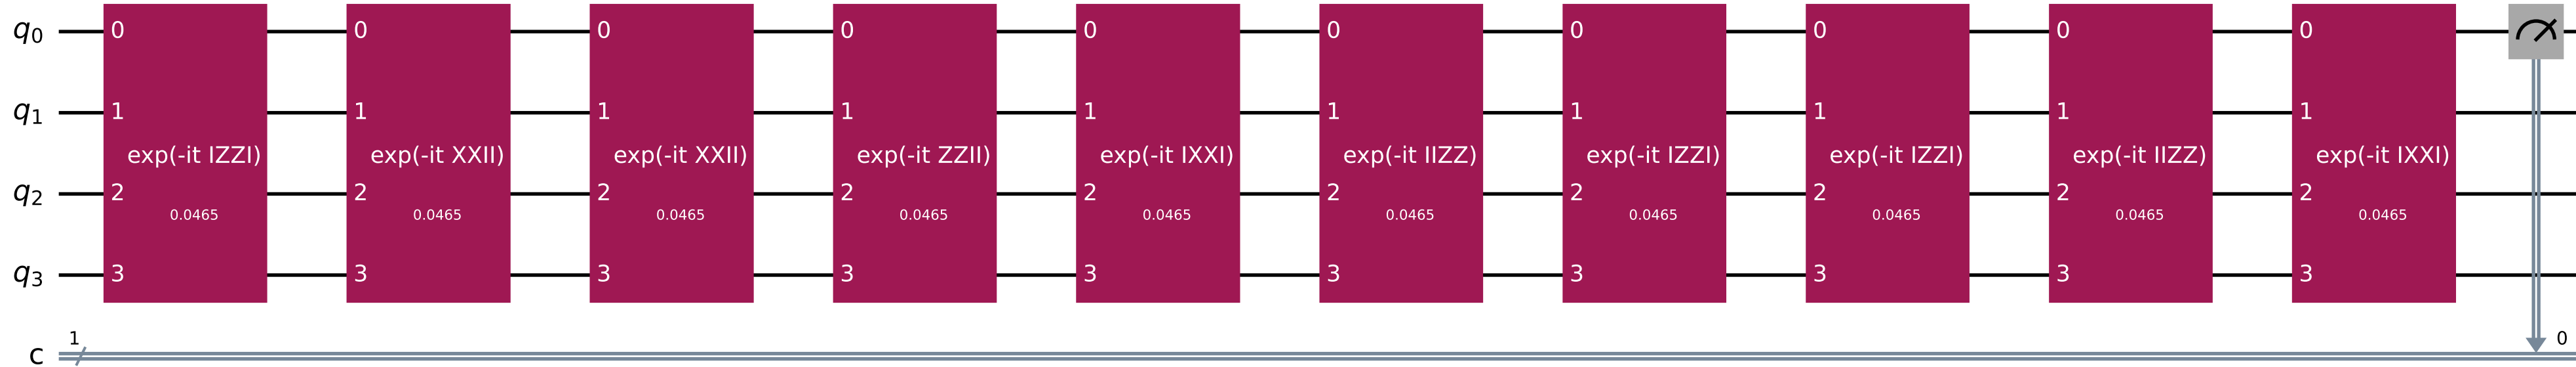 q0 0 0 0 0 0 0 0 0 0 0
q1 1 1 1 1 1 1 1 1 1 1
exp(-it IZZI) exp(-it XXII) exp(-it XXII) exp(-it ZZII) exp(-it IXXI) exp(-it IIZZ) exp(-it IZZI) exp(-it IZZI) exp(-it IIZZ) exp(-it IXXI)
q2 2 2 2 2 2 2 2 2 2 2
0.0465 0.0465 0.0465 0.0465 0.0465 0.0465 0.0465 0.0465 0.0465 0.0465
q3 3 3 3 3 3 3 3 3 3 3
1 0
c